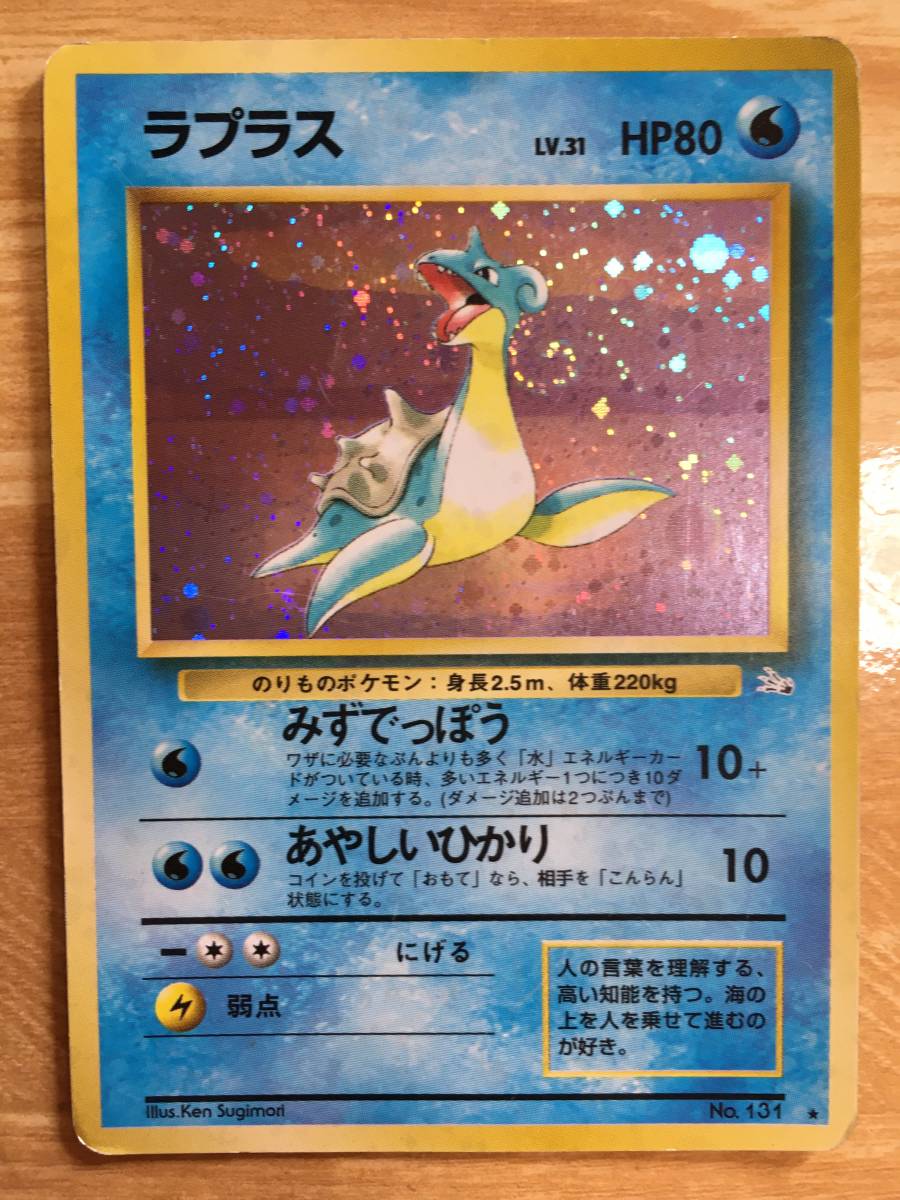 ラプラス LV.31 HP80
のりものポケモン：身長2.5m、体重220kg
みずでっぽう
ワザに必要なぶんよりも多く「水」エネルギーカー
ドがついている時、多いエネルギー1つにつき10ダ
メージを追加する。(ダメージ追加は2つぶんまで)
10+
あやしいひかり
コインを投げて「おもて」なら、相手を「こんらん」
状態にする。
10
にげる
弱点
人の言葉を理解する、
高い知能を持つ。海の
上を人を乗せて進むの
が好き。
Illus.Ken Sugimori
No. 131 ★